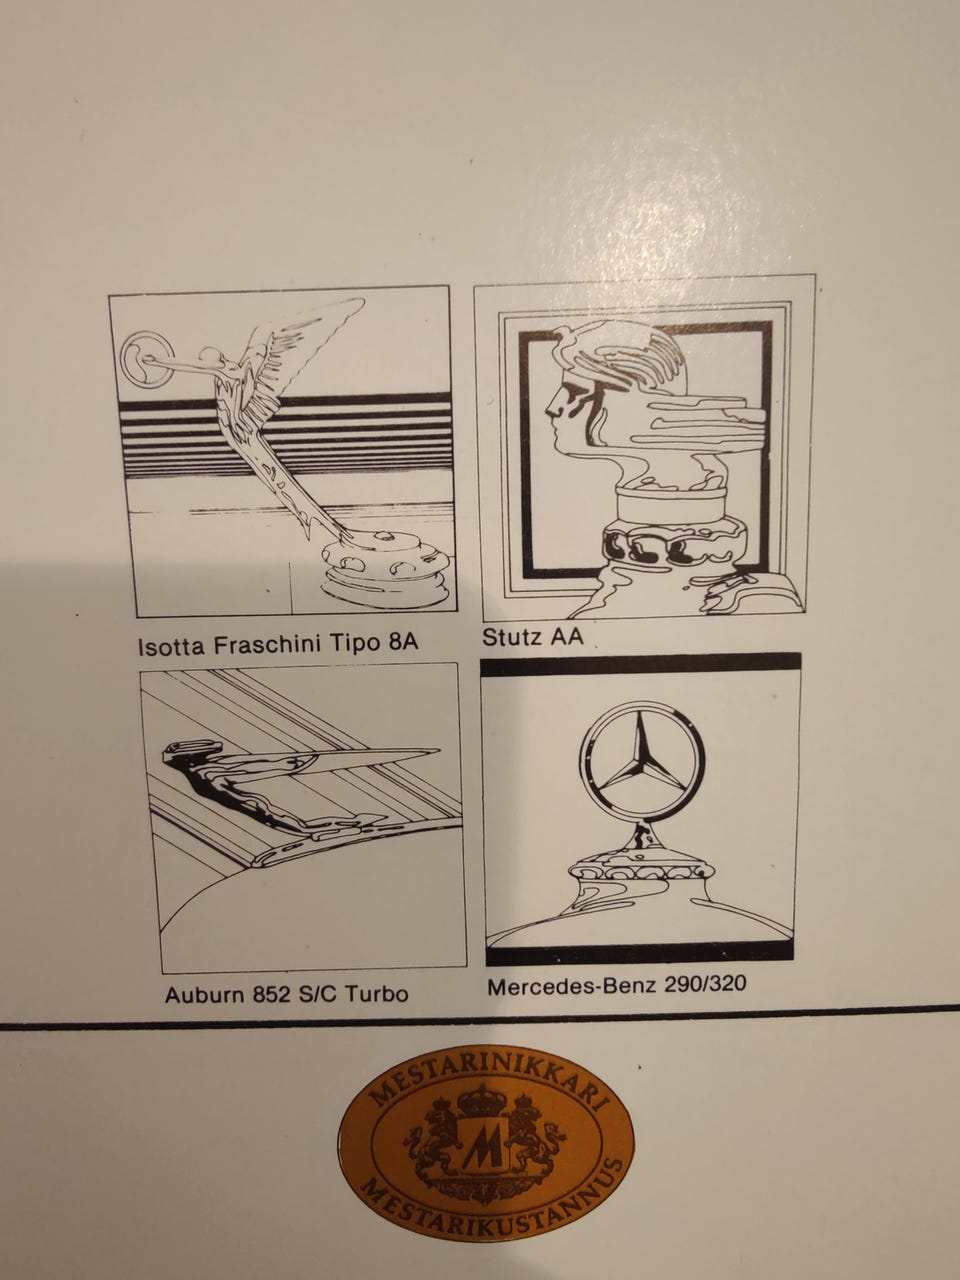 Isotta Fraschini Tipo 8A
Stutz AA
Auburn 852 S/C Turbo
Mercedes-Benz 290/320
MESTARINIKKARI
M
MESTARIKUSTANNUS